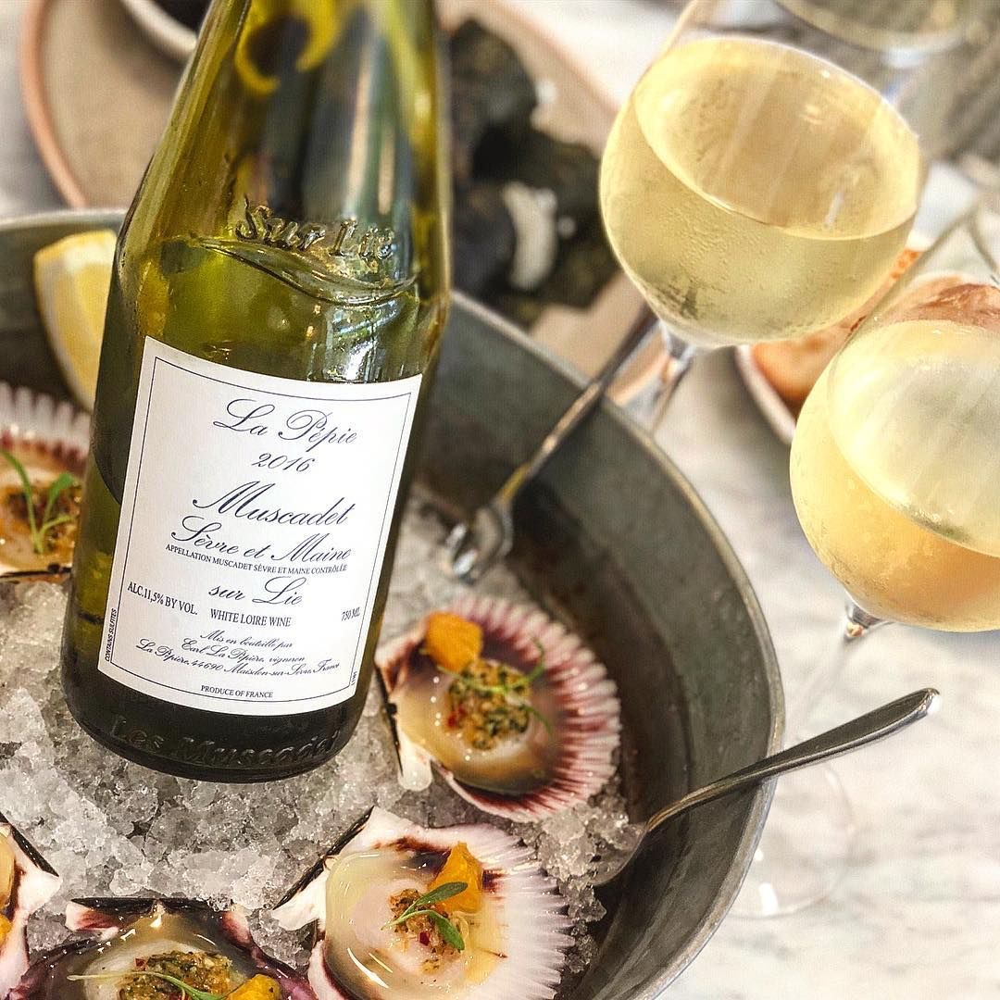 Sur Lie
La Pépie
2016
Muscadet
Sèvre et Maine
APPELLATION MUSCADET SÈVRE ET MAINE CONTRÔLÉE
sur Lie
ALC.11,5% BY VOL. WHITE LOIRE WINE 750 ML
Mis en bouteille par
Earl La Pépière, vigneron
La Pépière, 44690 Maisdon-sur-Sèvre, France
CONTAINS SULFITES
PRODUCE OF FRANCE
Les Muscadet